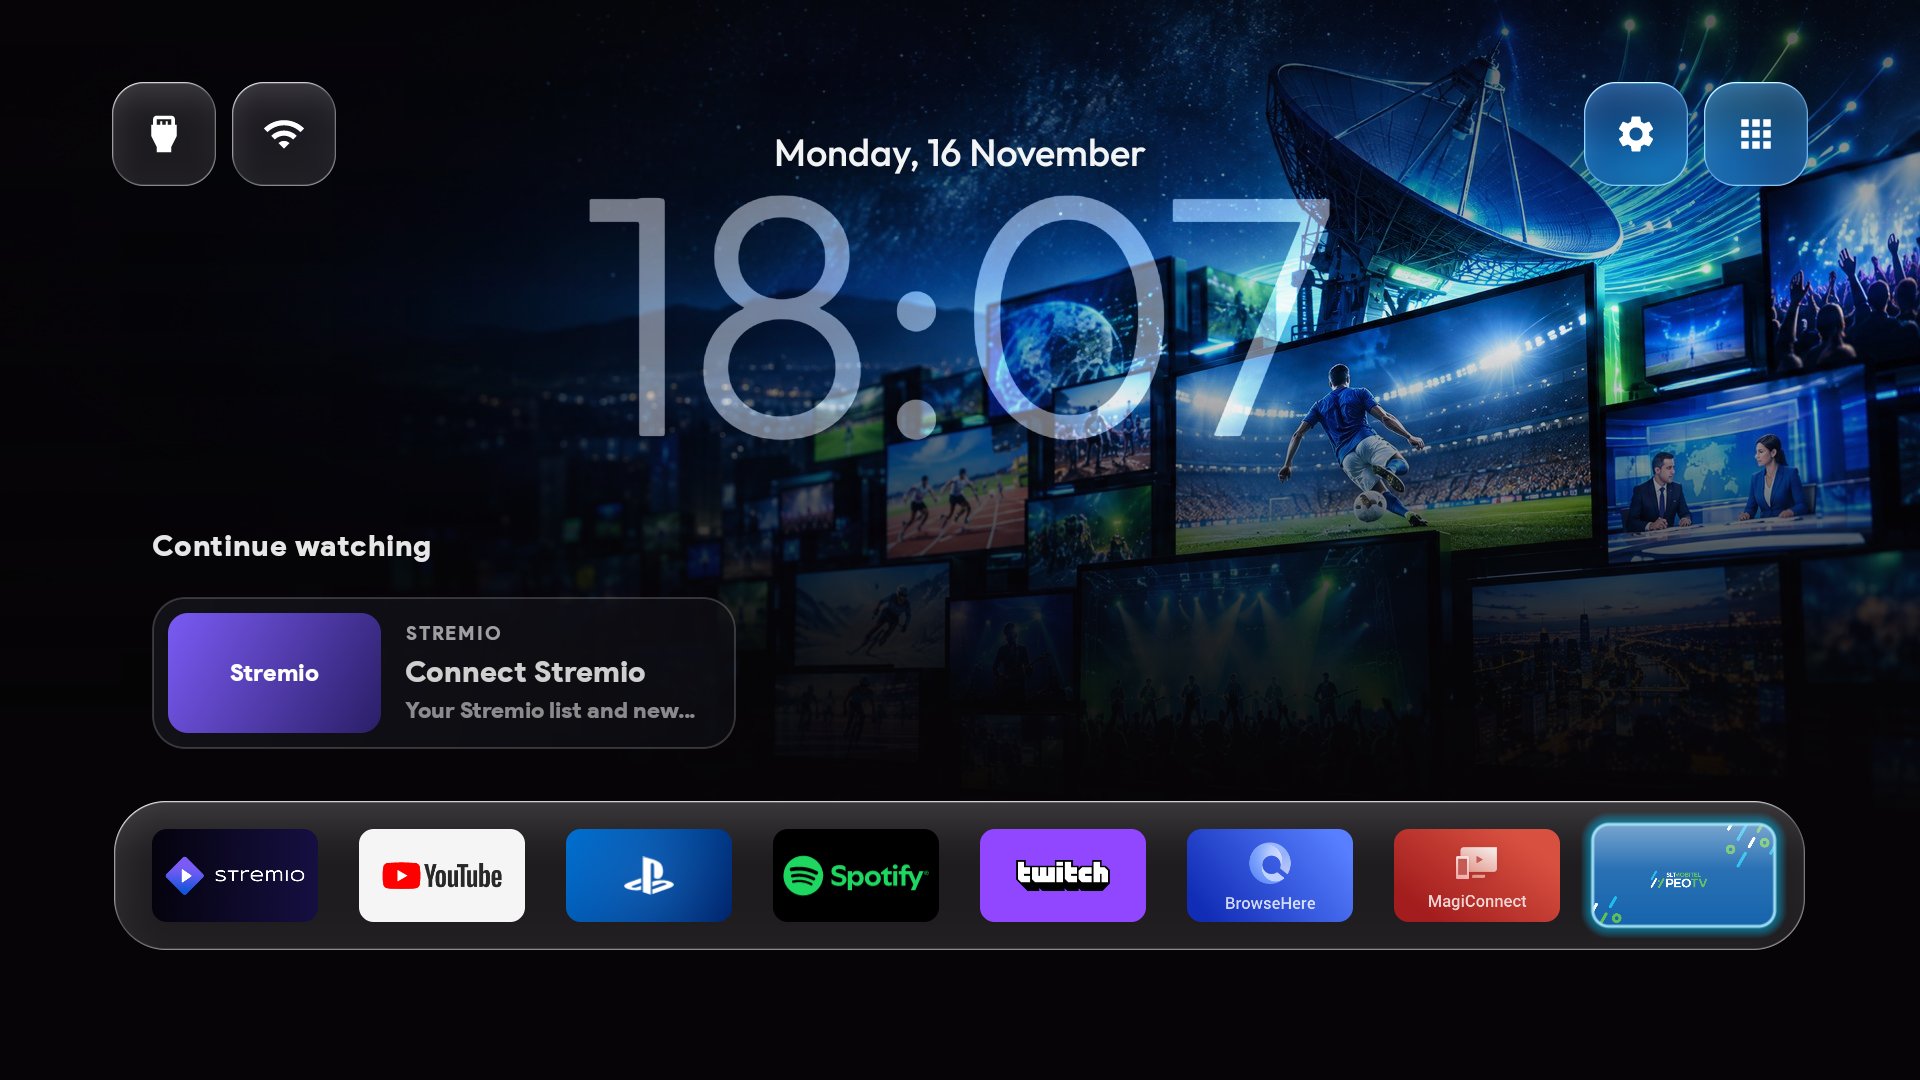 Monday, 16 November
18:07
Continue watching
Stremio
STREMIO
Connect Stremio
Your Stremio list and new...
STREMIO
YouTube
Spotify
twitch
BrowseHere
MagiConnect
SLTMOBITEL
PEOTV